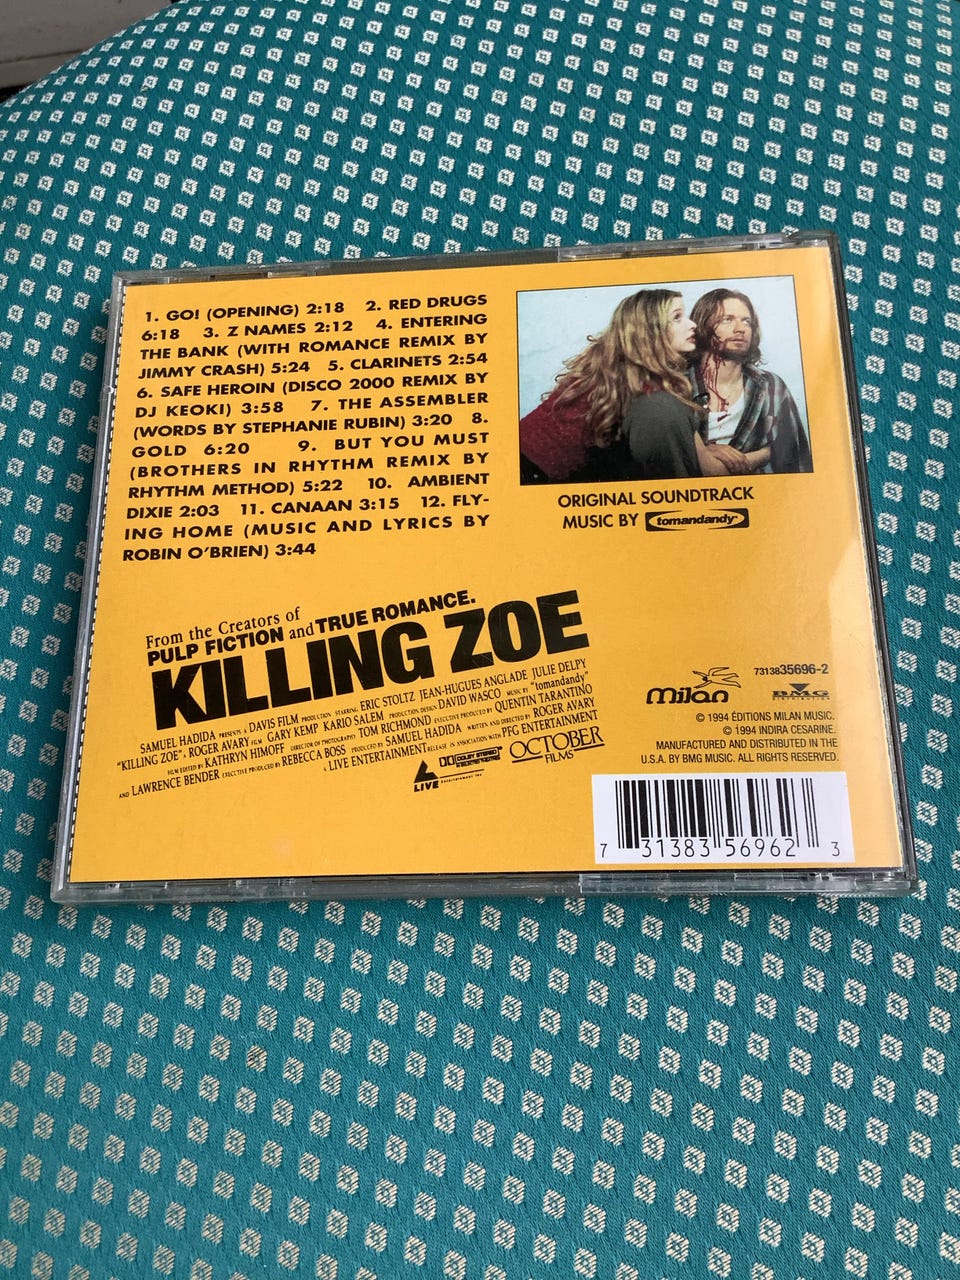 1. GO! (OPENING) 2:18 2. RED DRUGS
6:18 3. Z NAMES 2:12 4. ENTERING
THE BANK (WITH ROMANCE REMIX BY
JIMMY CRASH) 5:24 5. CLARINETS 2:54
6. SAFE HEROIN (DISCO 2000 REMIX BY
DJ KEOKI) 3:58 7. THE ASSEMBLER
(WORDS BY STEPHANIE RUBIN) 3:20 8.
GOLD 6:20 9. BUT YOU MUST
(BROTHERS IN RHYTHM REMIX BY
RHYTHM METHOD) 5:22 10. AMBIENT
DIXIE 2:03 11. CANAAN 3:15 12. FLY-
ING HOME (MUSIC AND LYRICS BY
ROBIN O'BRIEN) 3:44
ORIGINAL SOUNDTRACK
MUSIC BY tomandandy
From the Creators of
PULP FICTION and TRUE ROMANCE.
KILLING ZOE
SAMUEL HADIDA PRESENTS A DAVIS FILM PRODUCTION STARRING ERIC STOLTZ JEAN-HUGUES ANGLADE JULIE DELPY
"KILLING ZOE" A ROGER AVARY FILM GARY KEMP KARIO SALEM PRODUCTION DESIGN DAVID WASCO MUSIC BY "tomandandy
FILM EDITED BY KATHRYN HIMOFF DIRECTOR OF PHOTOGRAPHY TOM RICHMOND EXECUTIVE PRODUCED BY QUENTIN TARANTINO
AND LAWRENCE BENDER EXECUTIVE PRODUCED BY REBECCA BOSS PRODUCED BY SAMUEL HADIDA WRITTEN AND DIRECTED BY ROGER AVARY
A LIVE ENTERTAINMENT RELEASE IN ASSOCIATION WITH PFG ENTERTAINMENT
LIVE Entertainment Inc
DOLBY STEREO
OCTOBER
FILMS
milan
7313835696-2
BMG
DISTRIBUTION
© 1994 ÉDITIONS MILAN MUSIC.
© 1994 INDIRA CESARINE.
MANUFACTURED AND DISTRIBUTED IN THE
U.S.A. BY BMG MUSIC. ALL RIGHTS RESERVED.
7 31383 56962 3